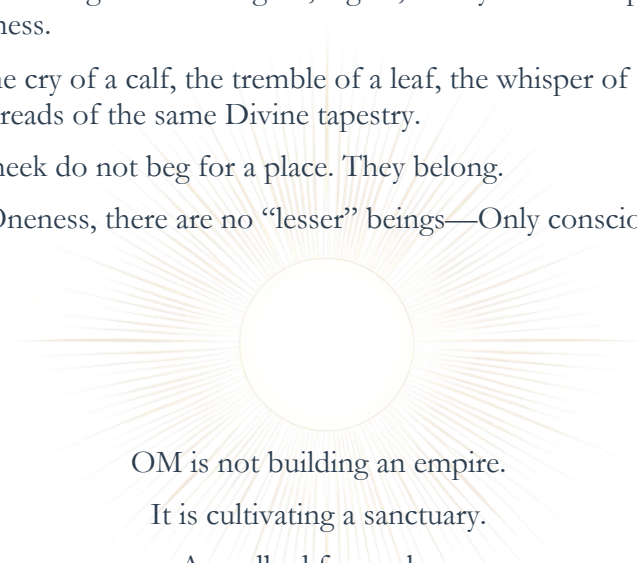 ness.
cry of a calf, the tremble of a leaf, the whisper of
reads of the same Divine tapestry.
do not beg for a place. They belong.
Oneness, there are no “lesser” beings—Only
OM is not building an empire.
It is cultivating a sanctuary.